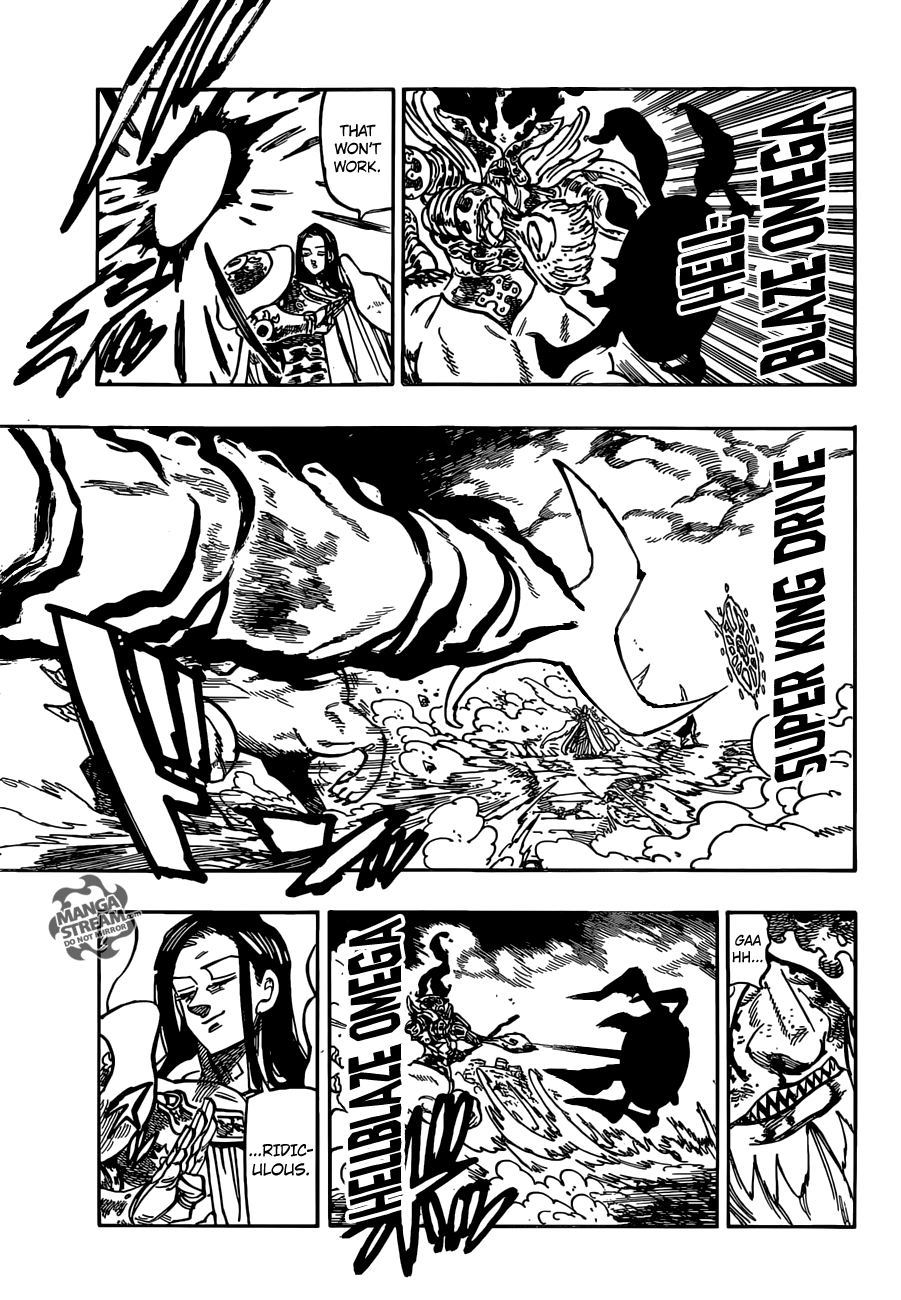 HELL-
BLAZE OMEGA
THAT
WON'T
WORK.
SUPER KING DRIVE
GAA
HH...
HELLBLAZE OMEGA
...RIDIC-
ULOUS.
MANGA
STREAM.com
DO NOT MIRROR